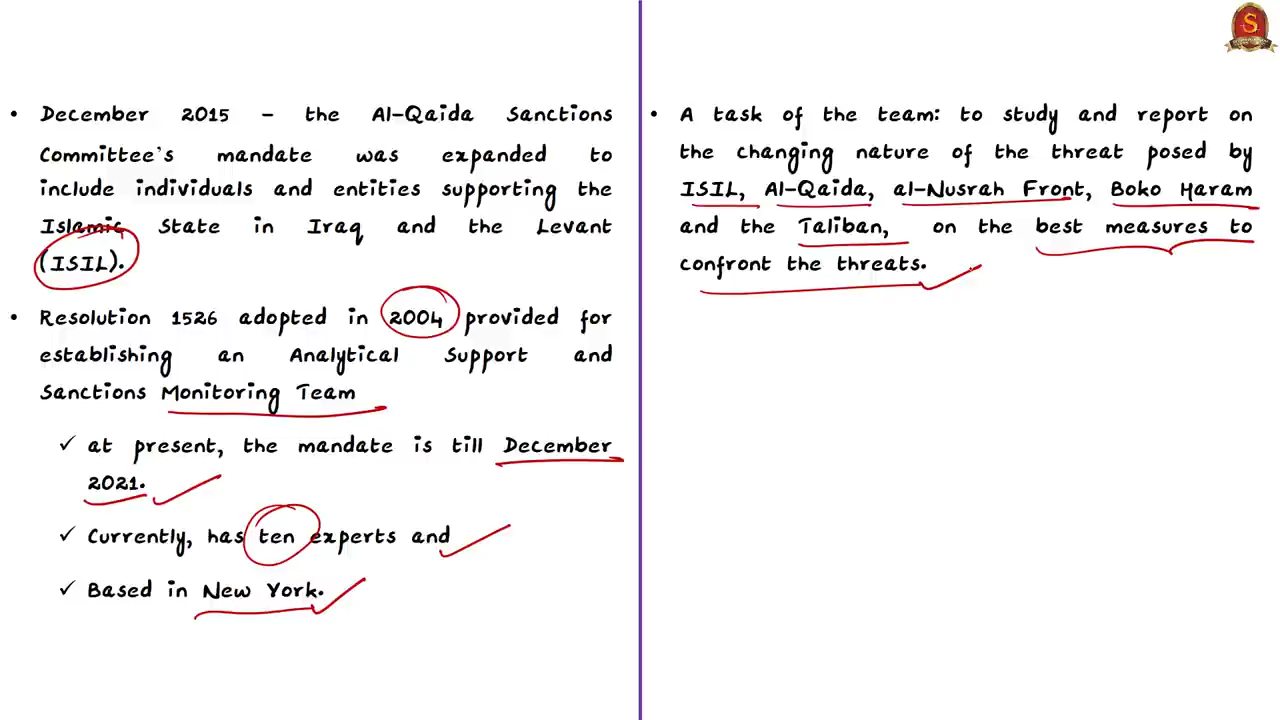 • December 2015 – the Al-Qaida Sanctions
Committee's mandate was expanded to
include individuals and entities supporting the
Islamic State in Iraq and the Levant
(ISIL).
• Resolution 1526 adopted in 2004 provided for
establishing an Analytical Support and
Sanctions Monitoring Team
✓ at present, the mandate is till December
2021.
✓ Currently, has ten experts and
✓ Based in New York.
• A task of the team: to study and report on
the changing nature of the threat posed by
ISIL, Al-Qaida, al-Nusrah Front, Boko Haram
and the Taliban, on the best measures to
confront the threats.
S